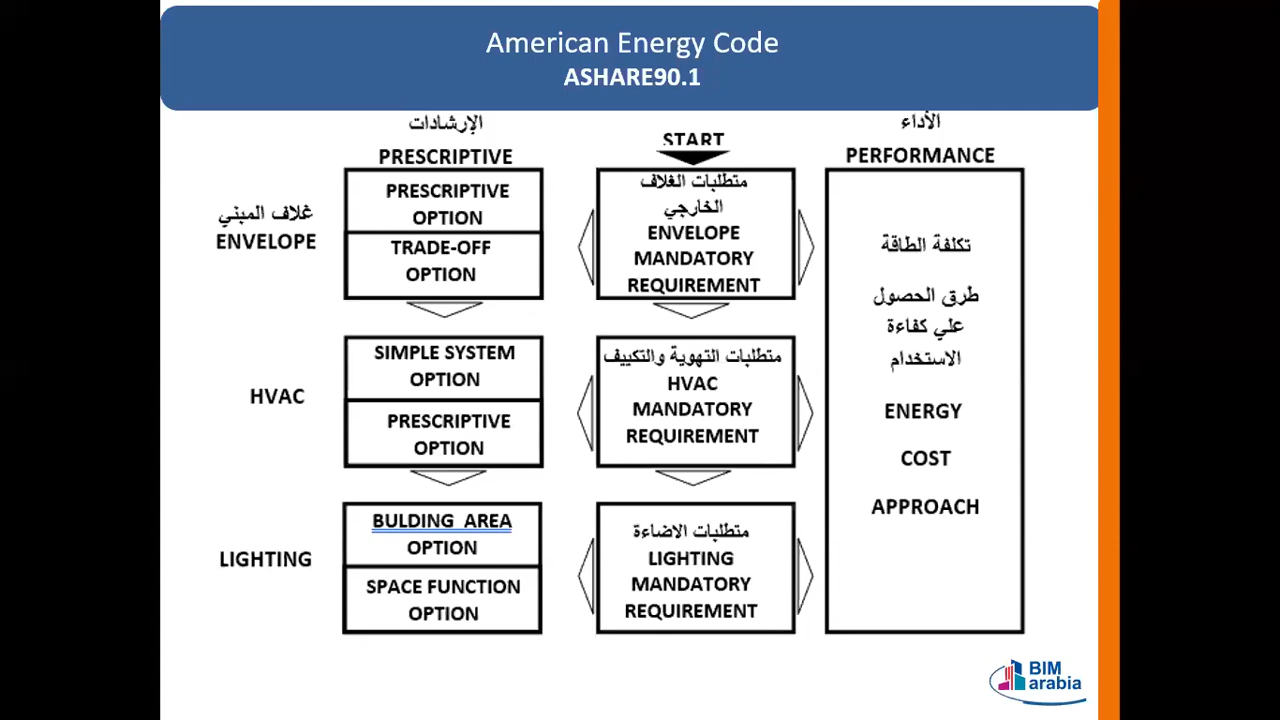 American Energy Code
ASHARE90.1
الإرشادات
PRESCRIPTIVE
START
الأداء
PERFORMANCE
غلاف المبني
ENVELOPE
PRESCRIPTIVE
OPTION
TRADE-OFF
OPTION
متطلبات الغلاف
الخارجي
ENVELOPE
MANDATORY
REQUIREMENT
HVAC
SIMPLE SYSTEM
OPTION
PRESCRIPTIVE
OPTION
متطلبات التهوية والتكييف
HVAC
MANDATORY
REQUIREMENT
LIGHTING
BULDING AREA
OPTION
SPACE FUNCTION
OPTION
متطلبات الاضاءة
LIGHTING
MANDATORY
REQUIREMENT
تكلفة الطاقة
طرق الحصول
علي كفاءة
الاستخدام
ENERGY
COST
APPROACH
BIM
arabia